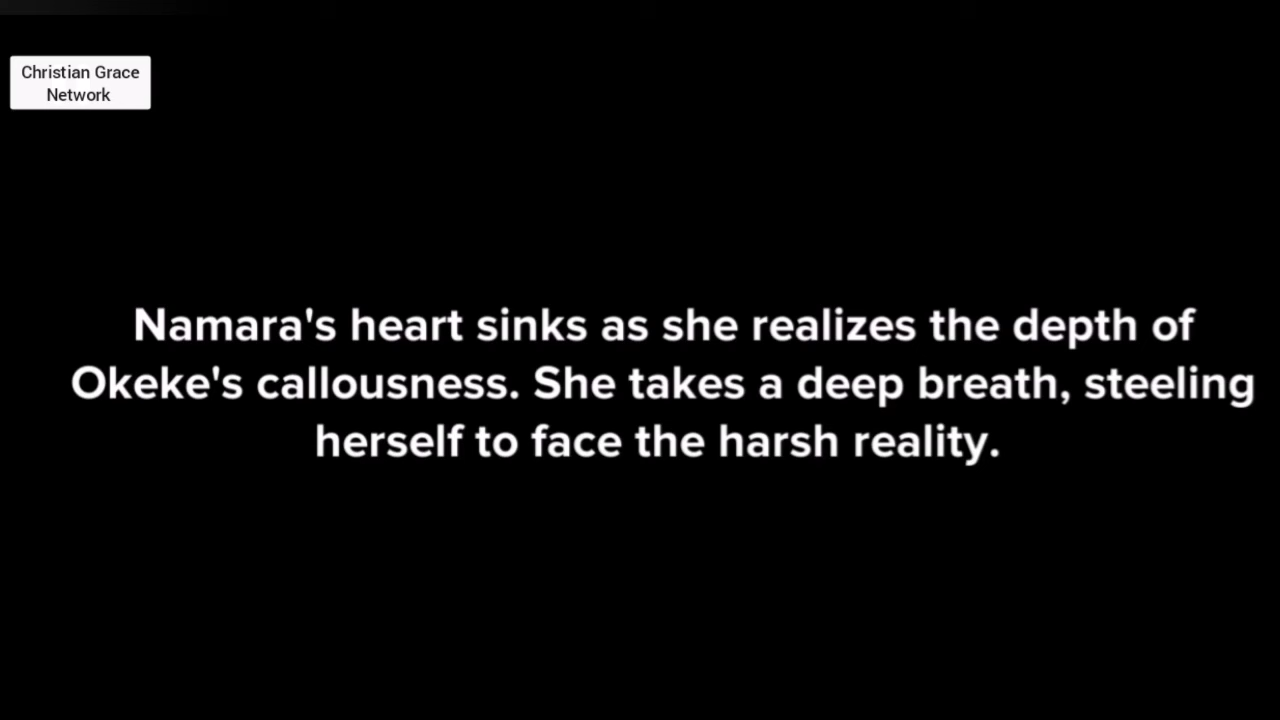 Christian Grace
Network
Namara's heart sinks as she realizes the depth of
Okeke's callousness. She takes a deep breath, steeling
herself to face the harsh reality.